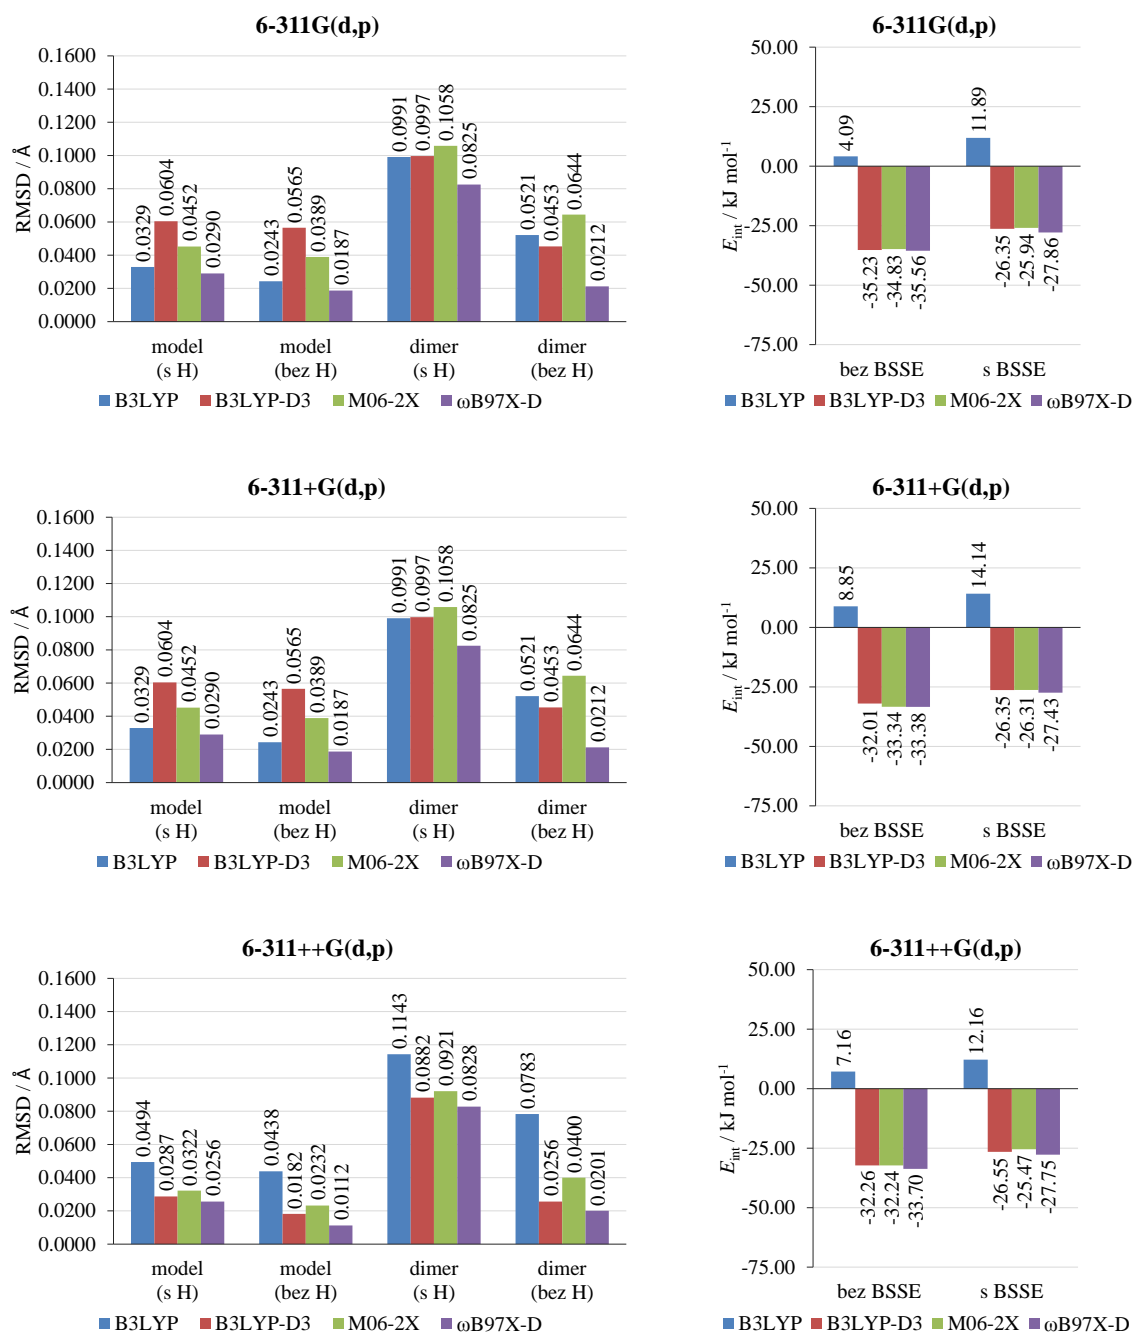 6-311G(d,p)
RMSD / Å
0.1600
0.1400
0.1200
0.1000
0.0800
0.0600
0.0400
0.0200
0.0000
0.0329
0.0604
0.0452
0.0290
0.0243
0.0565
0.0389
0.0187
0.0991
0.0997
0.1058
0.0825
0.0521
0.0453
0.0644
0.0212
model
(s H)
model
(bez H)
dimer
(s H)
dimer
(bez H)
B3LYP B3LYP-D3 M06-2X ωB97X-D
6-311G(d,p)
Eint / kJ mol-1
50.00
25.00
0.00
-25.00
-50.00
-75.00
4.09
-35.23
-34.83
-35.56
11.89
-26.35
-25.94
-27.86
bez BSSE
s BSSE
B3LYP B3LYP-D3 M06-2X ωB97X-D
6-311+G(d,p)
RMSD / Å
0.1600
0.1400
0.1200
0.1000
0.0800
0.0600
0.0400
0.0200
0.0000
0.0329
0.0604
0.0452
0.0290
0.0243
0.0565
0.0389
0.0187
0.0991
0.0997
0.1058
0.0825
0.0521
0.0453
0.0644
0.0212
model
(s H)
model
(bez H)
dimer
(s H)
dimer
(bez H)
B3LYP B3LYP-D3 M06-2X ωB97X-D
6-311+G(d,p)
Eint / kJ mol-1
50.00
25.00
0.00
-25.00
-50.00
-75.00
8.85
-32.01
-33.34
-33.38
14.14
-26.35
-26.31
-27.43
bez BSSE
s BSSE
B3LYP B3LYP-D3 M06-2X ωB97X-D
6-311++G(d,p)
RMSD / Å
0.1600
0.1400
0.1200
0.1000
0.0800
0.0600
0.0400
0.0200
0.0000
0.0494
0.0287
0.0322
0.0256
0.0438
0.0182
0.0232
0.0112
0.1143
0.0882
0.0921
0.0828
0.0783
0.0256
0.0400
0.0201
model
(s H)
model
(bez H)
dimer
(s H)
dimer
(bez H)
B3LYP B3LYP-D3 M06-2X ωB97X-D
6-311++G(d,p)
Eint / kJ mol-1
50.00
25.00
0.00
-25.00
-50.00
-75.00
7.16
-32.26
-32.24
-33.70
12.16
-26.55
-25.47
-27.75
bez BSSE
s BSSE
B3LYP B3LYP-D3 M06-2X ωB97X-D